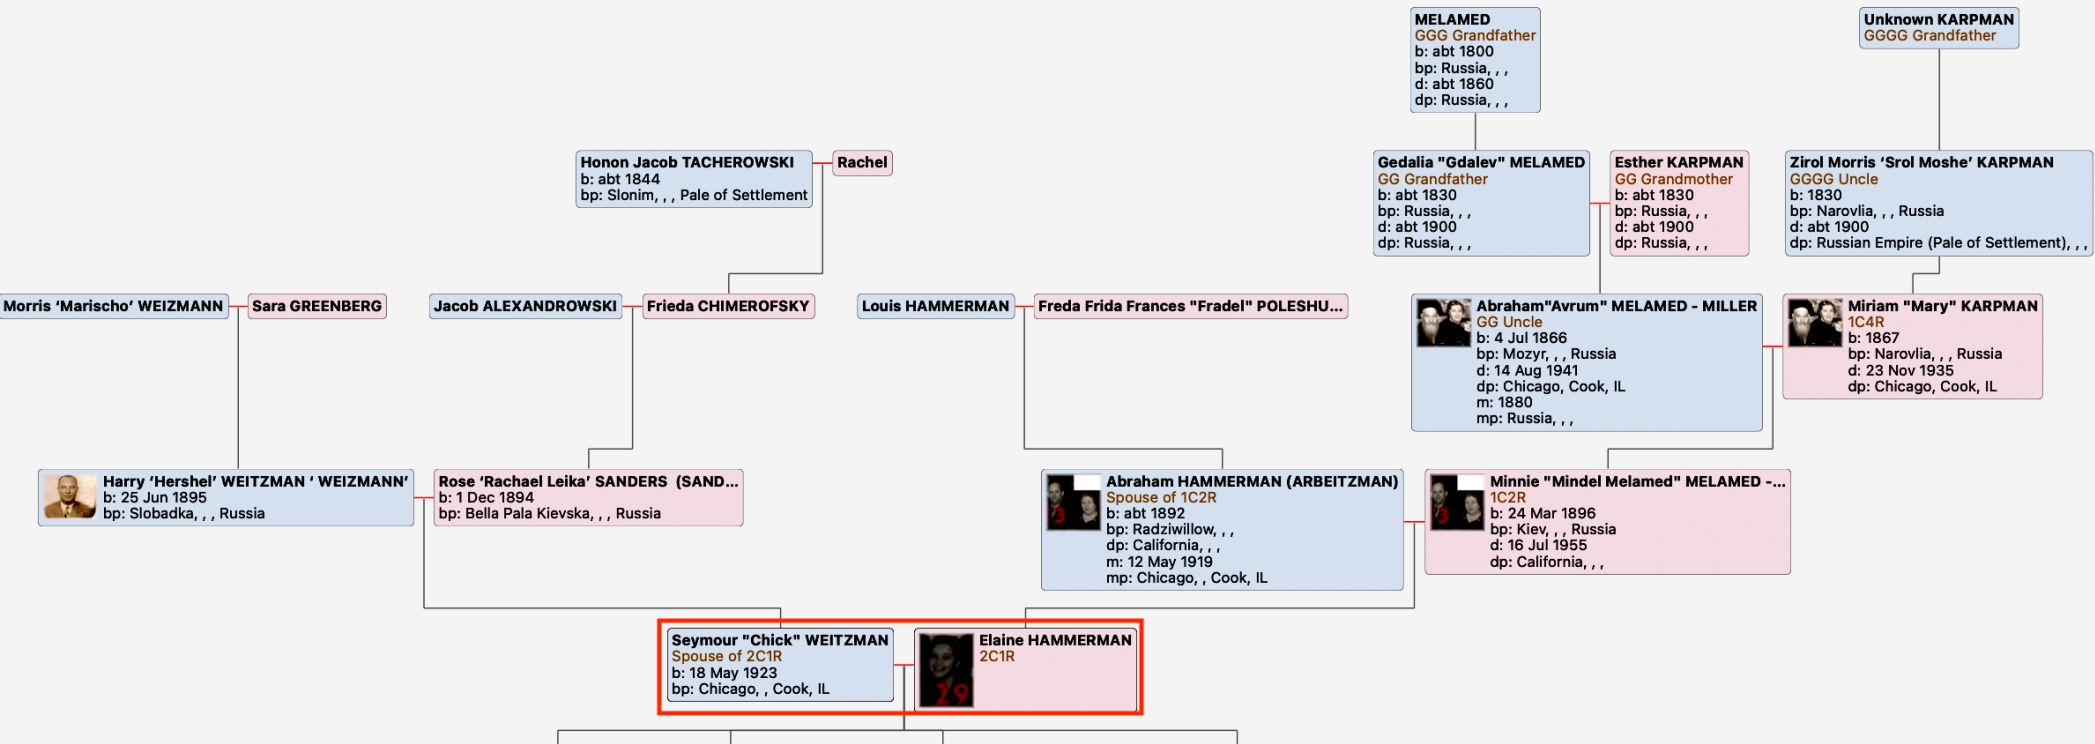 MELAMED
GGG Grandfather
b: abt 1800
bp: Russia, , ,
d: abt 1860
dp: Russia, , ,
Unknown KARPMAN
GGGG Grandfather
Honon Jacob TACHEROWSKI
b: abt 1844
bp: Slonim, , , Pale of Settlement
Rachel
Gedalia "Gdalev" MELAMED
GG Grandfather
b: abt 1830
bp: Russia, , ,
d: abt 1900
dp: Russia, , ,
Esther KARPMAN
GG Grandmother
b: abt 1830
bp: Russia, , ,
d: abt 1900
dp: Russia, , ,
Zirol Morris ‘Srol Moshe’ KARPMAN
GGGG Uncle
b: 1830
bp: Narovlia, , , Russia
d: abt 1900
dp: Russian Empire (Pale of Settlement), , ,
Morris ‘Marischo’ WEIZMANN
Sara GREENBERG
Jacob ALEXANDROWSKI
Frieda CHIMEROFSKY
Louis HAMMERMAN
Freda Frida Frances "Fradel" POLESHU...
Abraham"Avrum" MELAMED - MILLER
GG Uncle
b: 4 Jul 1866
bp: Mozyr, , , Russia
d: 14 Aug 1941
dp: Chicago, Cook, IL
m: 1880
mp: Russia, , ,
Miriam "Mary" KARPMAN
1C4R
b: 1867
bp: Narovlia, , , Russia
d: 23 Nov 1935
dp: Chicago, Cook, IL
Harry ‘Hershel’ WEITZMAN ‘ WEIZMANN’
b: 25 Jun 1895
bp: Slobadka, , , Russia
Rose ‘Rachael Leika’ SANDERS (SAND...
b: 1 Dec 1894
bp: Bella Pala Kievska, , , Russia
3
Abraham HAMMERMAN (ARBEITZMAN)
Spouse of 1C2R
b: abt 1892
bp: Radziwillow, , ,
dp: California, , ,
m: 12 May 1919
mp: Chicago, , Cook, IL
3
Minnie "Mindel Melamed" MELAMED -...
1C2R
b: 24 Mar 1896
bp: Kiev, , , Russia
d: 16 Jul 1955
dp: California, , ,
Seymour "Chick" WEITZMAN
Spouse of 2C1R
b: 18 May 1923
bp: Chicago, , Cook, IL
29
Elaine HAMMERMAN
2C1R